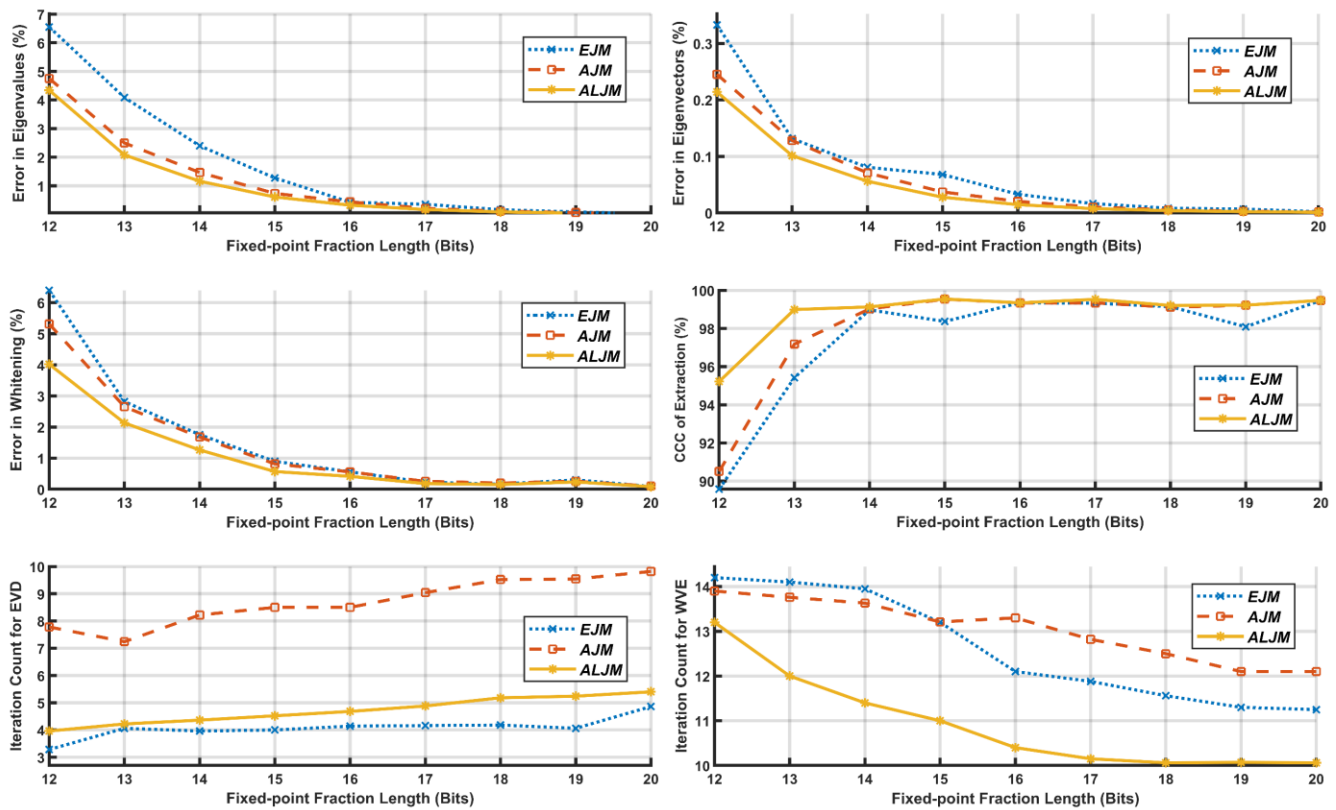 Error in Eigenvalues (%)
7
6
5
4
3
2
1
EJM
AJM
ALJM
12 13 14 15 16 17 18 19 20
Fixed-point Fraction Length (Bits)
Error in Eigenvectors (%)
0.3
0.2
0.1
0
EJM
AJM
ALJM
12 13 14 15 16 17 18 19 20
Fixed-point Fraction Length (Bits)
Error in Whitening (%)
6
5
4
3
2
1
0
EJM
AJM
ALJM
12 13 14 15 16 17 18 19 20
Fixed-point Fraction Length (Bits)
CCC of Extraction (%)
100
98
96
94
92
90
EJM
AJM
ALJM
12 13 14 15 16 17 18 19 20
Fixed-point Fraction Length (Bits)
Iteration Count for EVD
10
9
8
7
6
5
4
3
EJM
AJM
ALJM
12 13 14 15 16 17 18 19 20
Fixed-point Fraction Length (Bits)
Iteration Count for WVE
14
13
12
11
10
EJM
AJM
ALJM
12 13 14 15 16 17 18 19 20
Fixed-point Fraction Length (Bits)